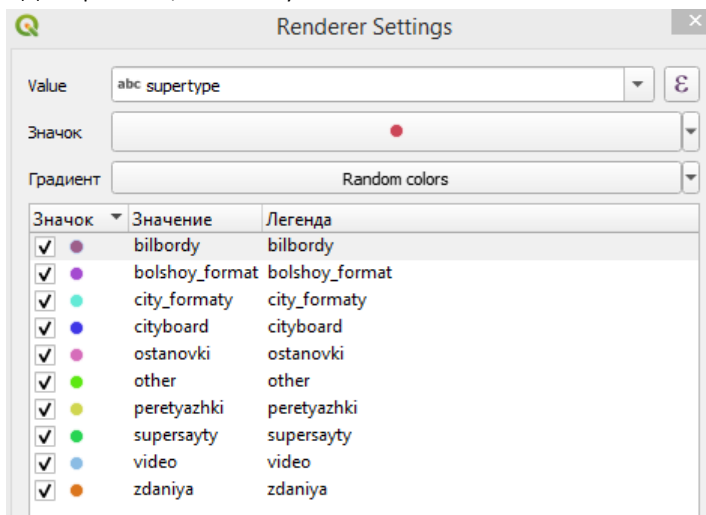 Renderer Settings
Value abc supertype ε
Значок
Градиент Random colors
Значок Значение Легенда
bilbordy bilbordy
bolshoy_format bolshoy_format
city_formaty city_formaty
cityboard cityboard
ostanovki ostanovki
other other
peretyazhki peretyazhki
supersayty supersayty
video video
zdaniya zdaniya